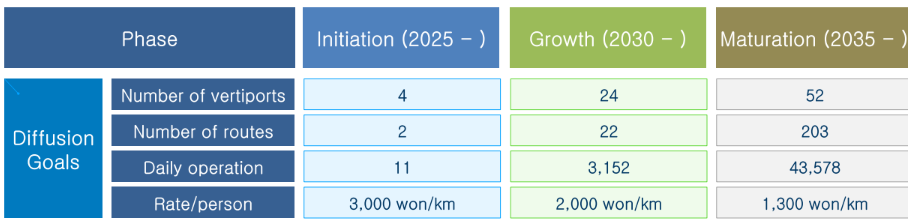 Phase Initiation (2025 - ) Growth (2030 - ) Maturation (2035 - )
Diffusion Goals
Number of vertiports 4 24 52
Number of routes 2 22 203
Daily operation 11 3,152 43,578
Rate/person 3,000 won/km 2,000 won/km 1,300 won/km